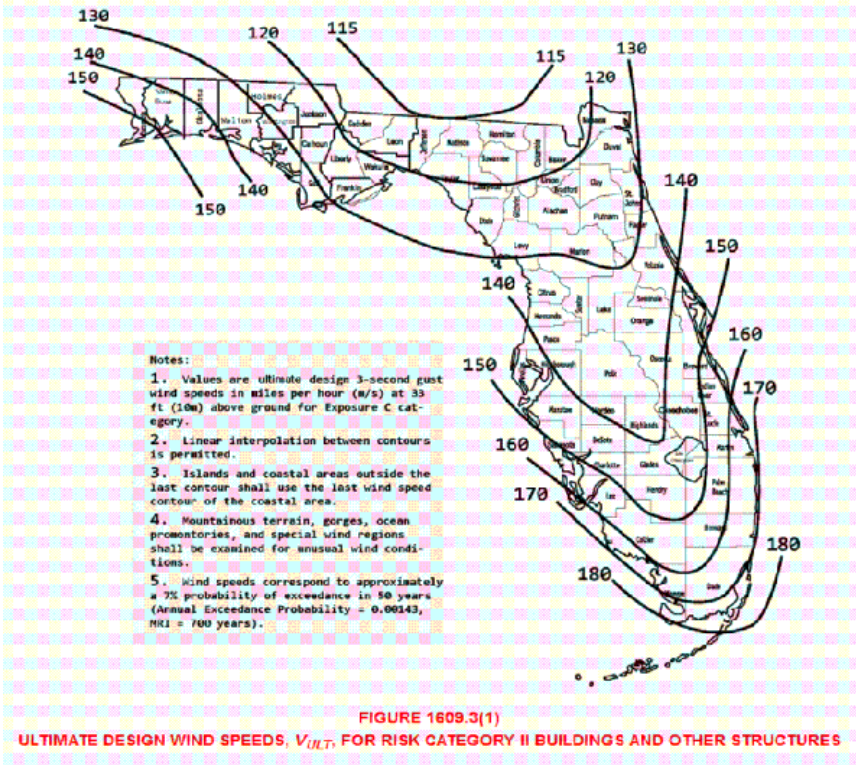 130
120
115
115
130
120
140
150
150
140
140
150
160
170
140
150
160
170
180
180
Holmes
Walton
Jackson
Calhoun
Liberty
Leon
Wakulla
Franklin
Madison
Hamilton
Suwannee
Columbia
Baker
Nassau
Duval
Union
Bradford
Clay
St. Johns
Dixie
Alachua
Putnam
Levy
Marion
Volusia
Citrus
Hernando
Pasco
Lake
Seminole
Orange
Polk
Highlands
Okeechobee
DeSoto
Charlotte
Glades
Lee
Hendry
Palm Beach
Collier
Martin
Notes:
1. Values are ultimate design 3-second gust
wind speeds in miles per hour (m/s) at 33
ft (10m) above ground for Exposure C cat-
egory.
2. Linear interpolation between contours
is permitted.
3. Islands and coastal areas outside the
last contour shall use the last wind speed
contour of the coastal area.
4. Mountainous terrain, gorges, ocean
promontories, and special wind regions
shall be examined for unusual wind condi-
tions.
5. Wind speeds correspond to approximately
a 7% probability of exceedance in 50 years
(Annual Exceedance Probability = 0.00143,
MRI = 700 years).
FIGURE 1609.3(1)
ULTIMATE DESIGN WIND SPEEDS, VULT, FOR RISK CATEGORY II BUILDINGS AND OTHER STRUCTURES